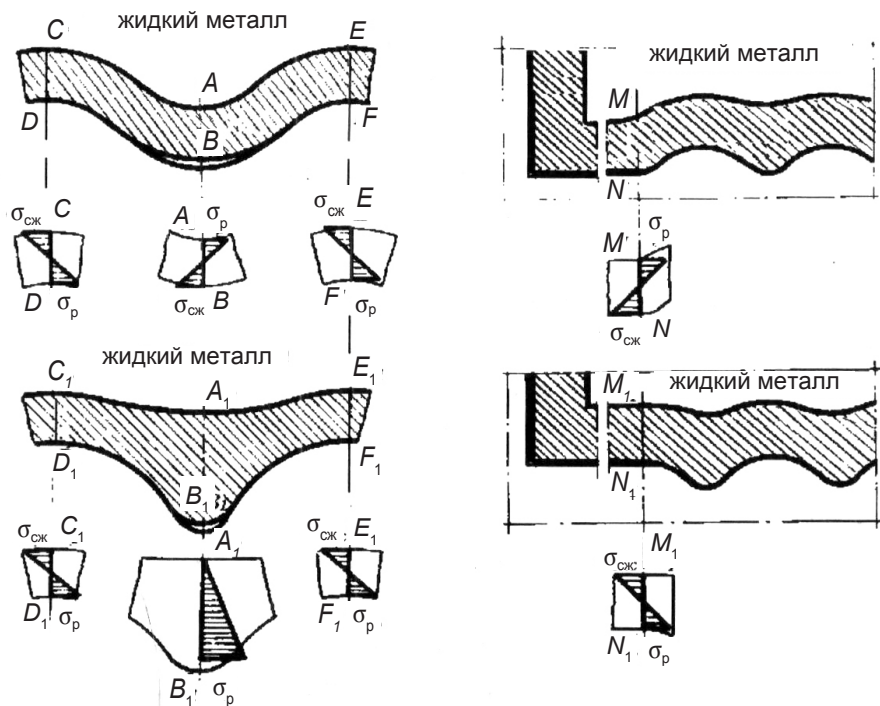 жидкий металл
C E
A
D B F
σсж C A σр σсж E
D σр σсж B F σр
жидкий металл
C₁ A₁ E₁
D₁ B₁ F₁
σсж C₁ A₁ σсж E₁
D₁ σр F₁ σр
B₁ σр
жидкий металл
M
N
M σр
σсж N
M₁ жидкий металл
N₁
M₁
σсж
N₁ σр